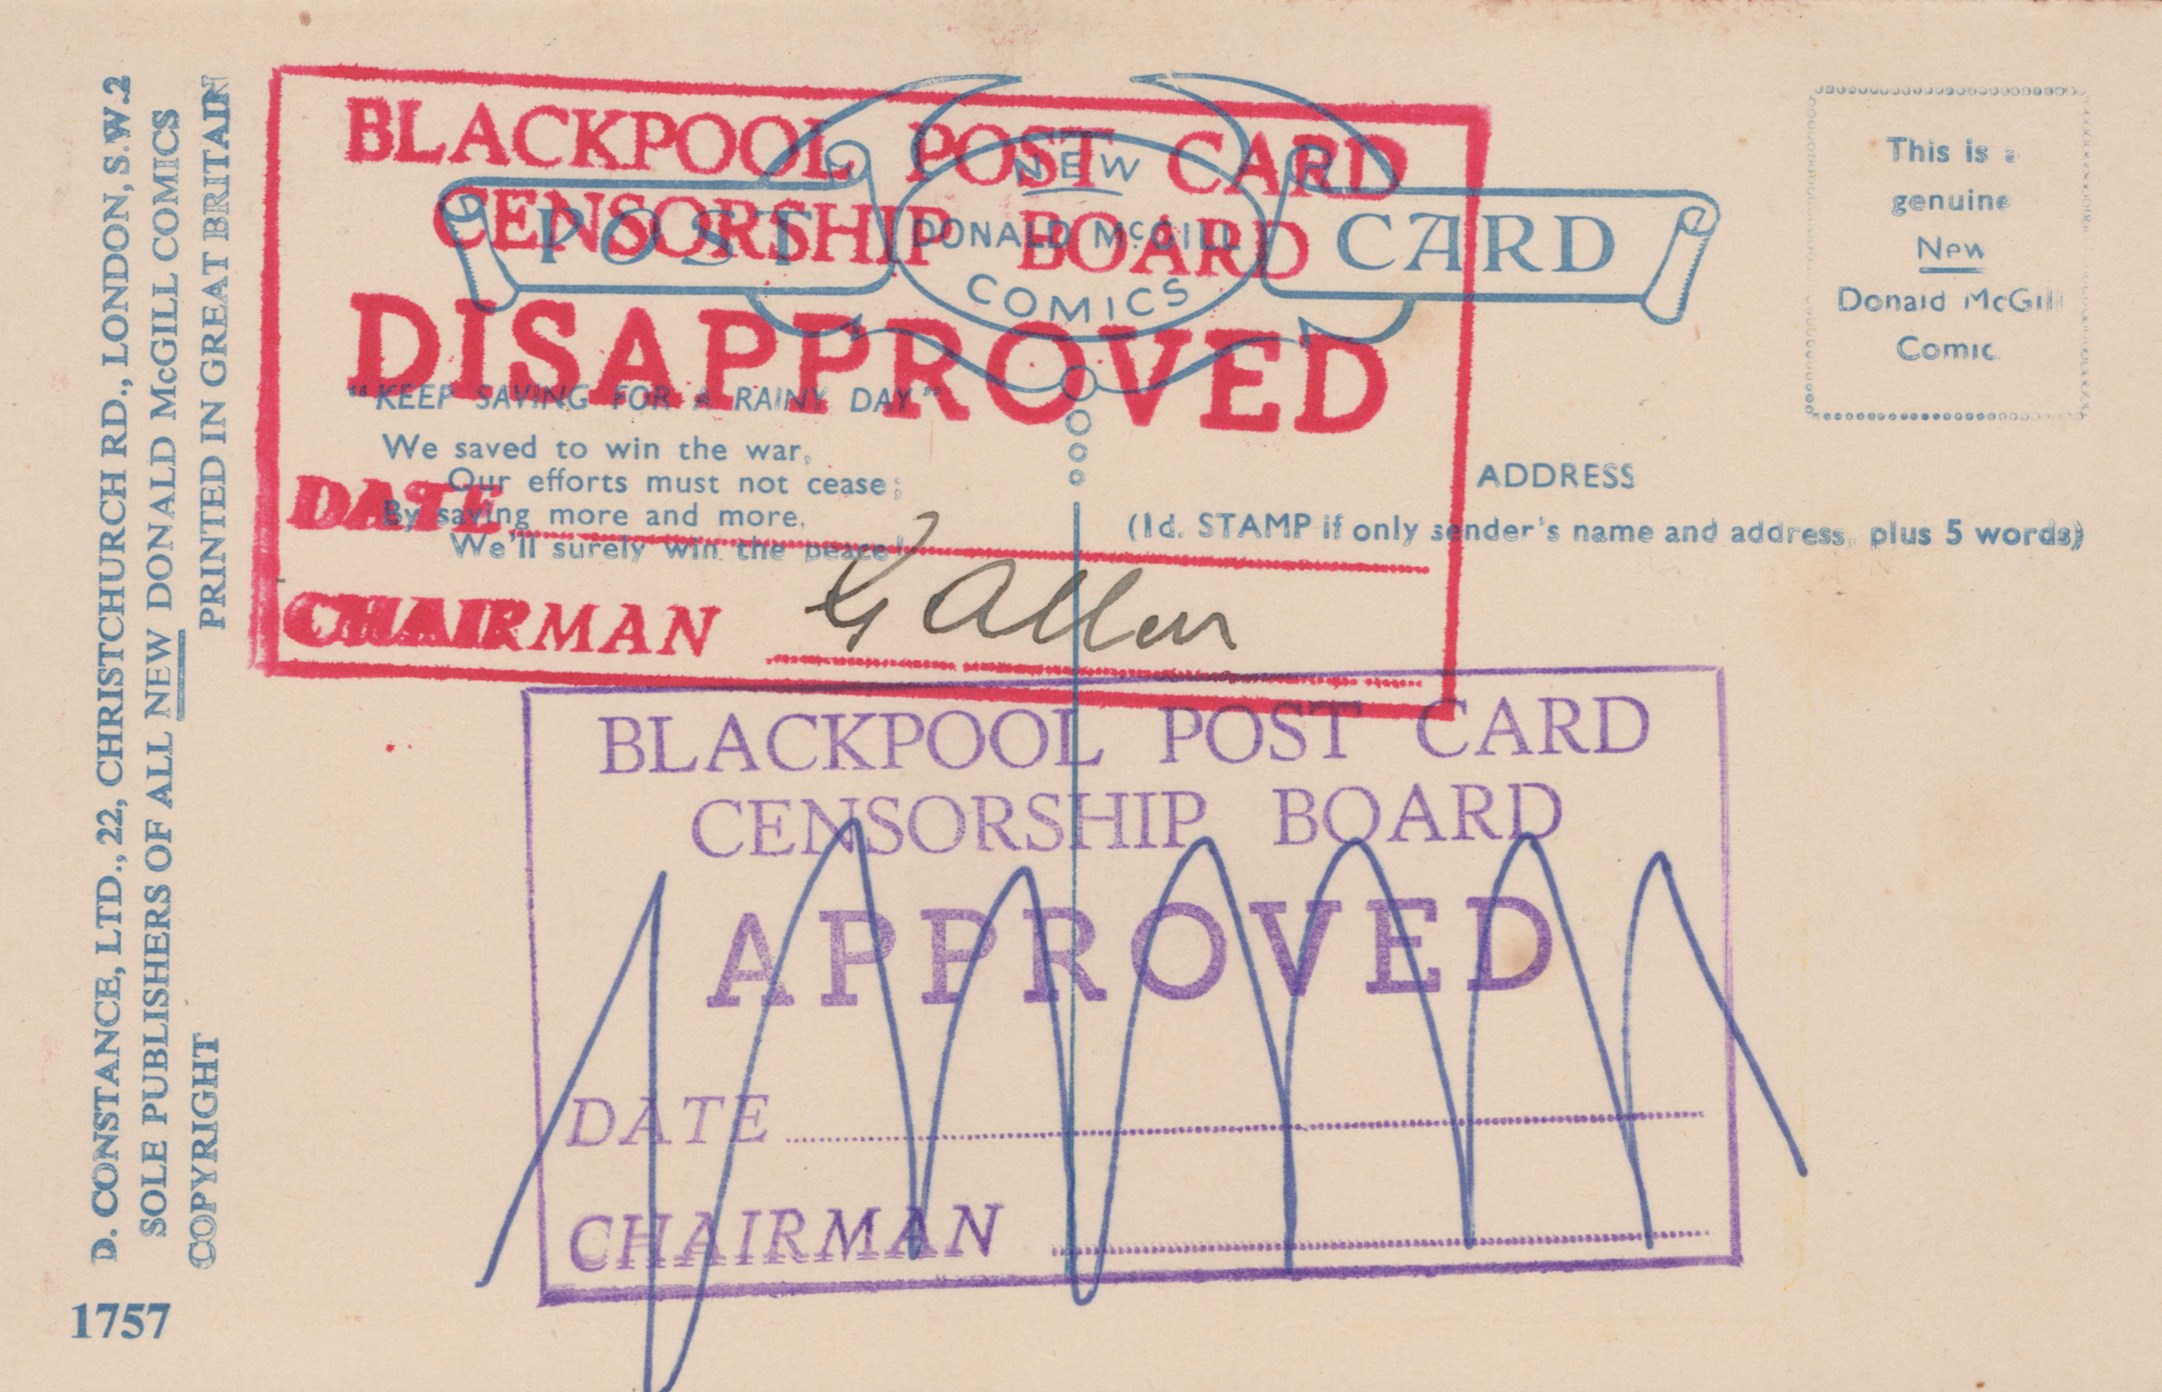 D. CONSTANCE, LTD., 22, CHRISTCHURCH RD., LONDON, S.W.2
SOLE PUBLISHERS OF ALL NEW DONALD McGILL COMICS
COPYRIGHT PRINTED IN GREAT BRITAIN
1757
BLACKPOOL POST CARD
CENSORSHIP BOARD
DISAPPROVED
DATE
CHAIRMAN G Allen
POST CARD
NEW
DONALD McGILL
COMICS
"KEEP SAVING FOR A RAINY DAY"
We saved to win the war,
Our efforts must not cease;
By saving more and more,
We'll surely win the peace!
This is a
genuine
New
Donald McGill
Comic
ADDRESS
(1d. STAMP if only sender's name and address, plus 5 words)
BLACKPOOL POST CARD
CENSORSHIP BOARD
APPROVED
DATE
CHAIRMAN